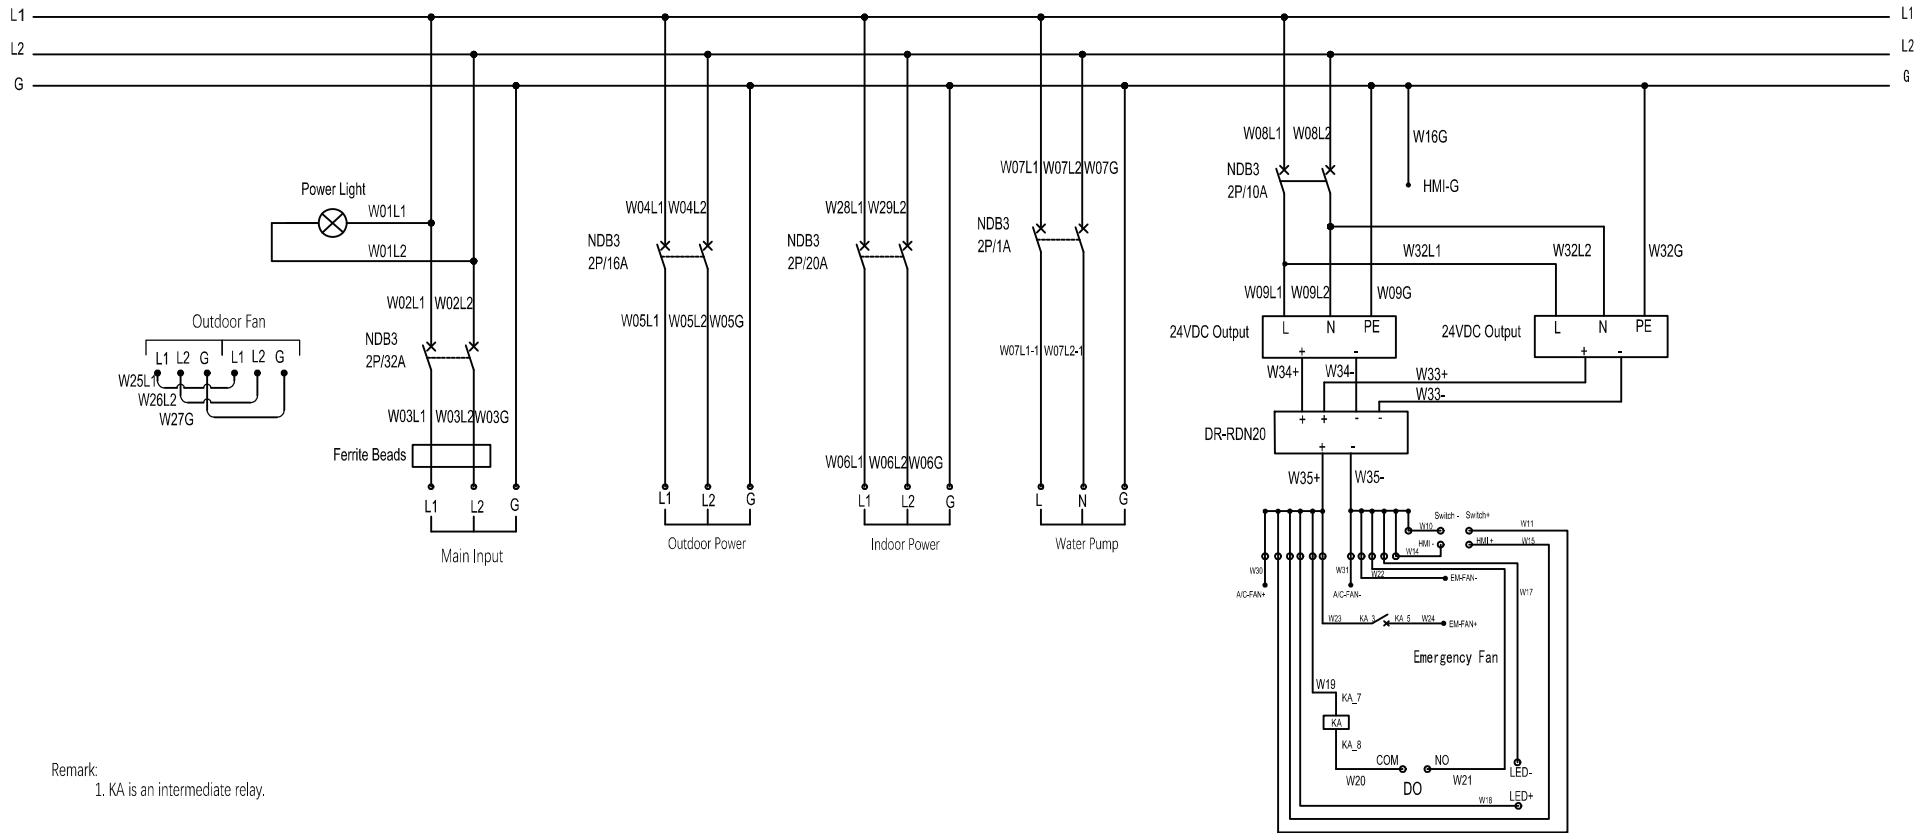 L1
L1
L2
L2
G
G
W08L1 W08L2
W16G
NDB3
2P/10A
HMI-G
W07L1 W07L2 W07G
Power Light
W01L1
W04L1 W04L2
W28L1 W29L2
NDB3
2P/1A
NDB3
2P/16A
NDB3
2P/20A
W01L2
W32L1
W32L2
W32G
W02L1 W02L2
W09L1 W09L2
W09G
Outdoor Fan
W05L1 W05L2 W05G
24VDC Output
L N PE
+ -
24VDC Output
L N PE
+ -
NDB3
2P/32A
W07L1-1 W07L2-1
L1 L2 G L1 L2 G
W25L1
W26L2
W27G
W34+ W34-
W33+
W33-
W03L1 W03L2 W03G
+ + - -
DR-RDN20
+ -
Ferrite Beads
W06L1 W06L2 W06G
W35+ W35-
L1 L2 G
Main Input
L1 L2 G
Outdoor Power
L1 L2 G
Indoor Power
L N G
Water Pump
Switch - Switch+
W10
W11
HMI - HMI+
W14
W15
W30
W31
W22
EM-FAN-
A/C-FAN+
A/C-FAN-
W17
W23 KA_3 KA_5 W24
EM-FAN+
Emergency Fan
W19
KA_7
KA
KA_8
COM NO
W20
DO
W21
LED-
W18
LED+
Remark:
1. KA is an intermediate relay.